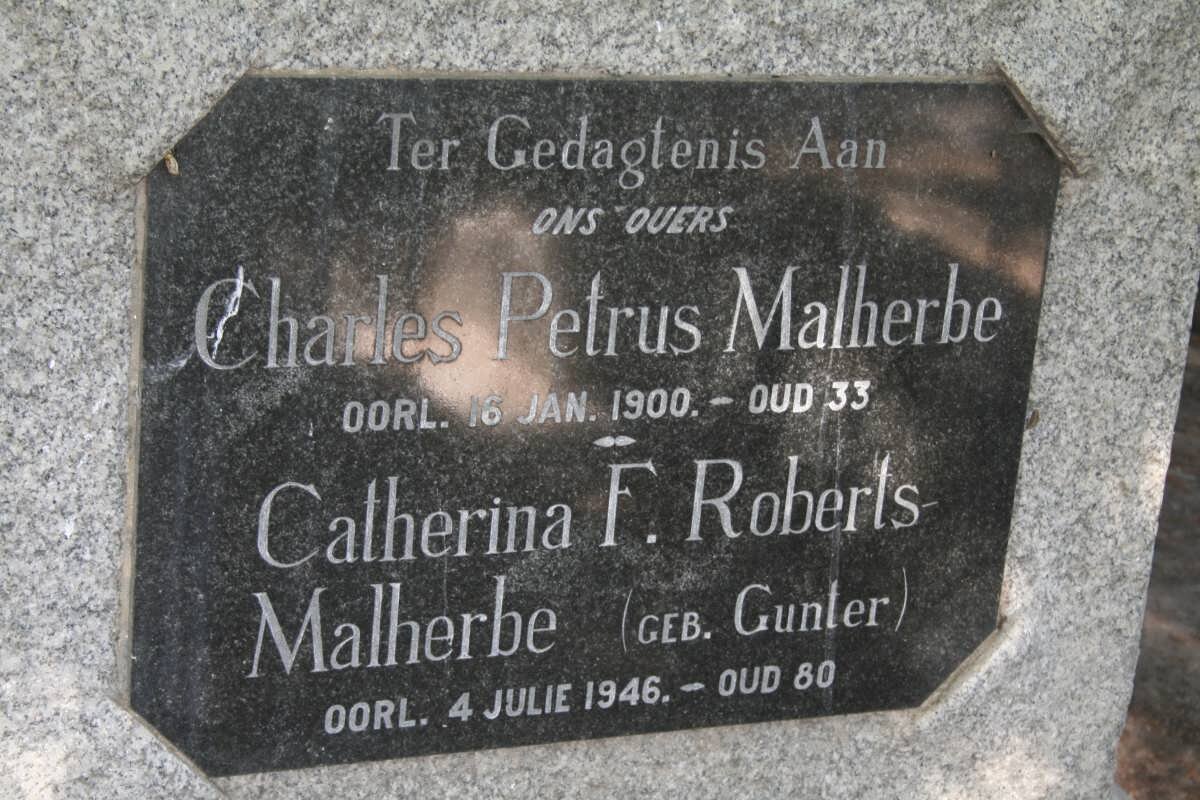 Ter Gedagtenis Aan
ONS OUERS
Charles Petrus Malherbe
OORL. 16 JAN. 1900. - OUD 33
Catherina F. Roberts-
Malherbe (GEB. Gunter)
OORL. 4 JULIE 1946. - OUD 80